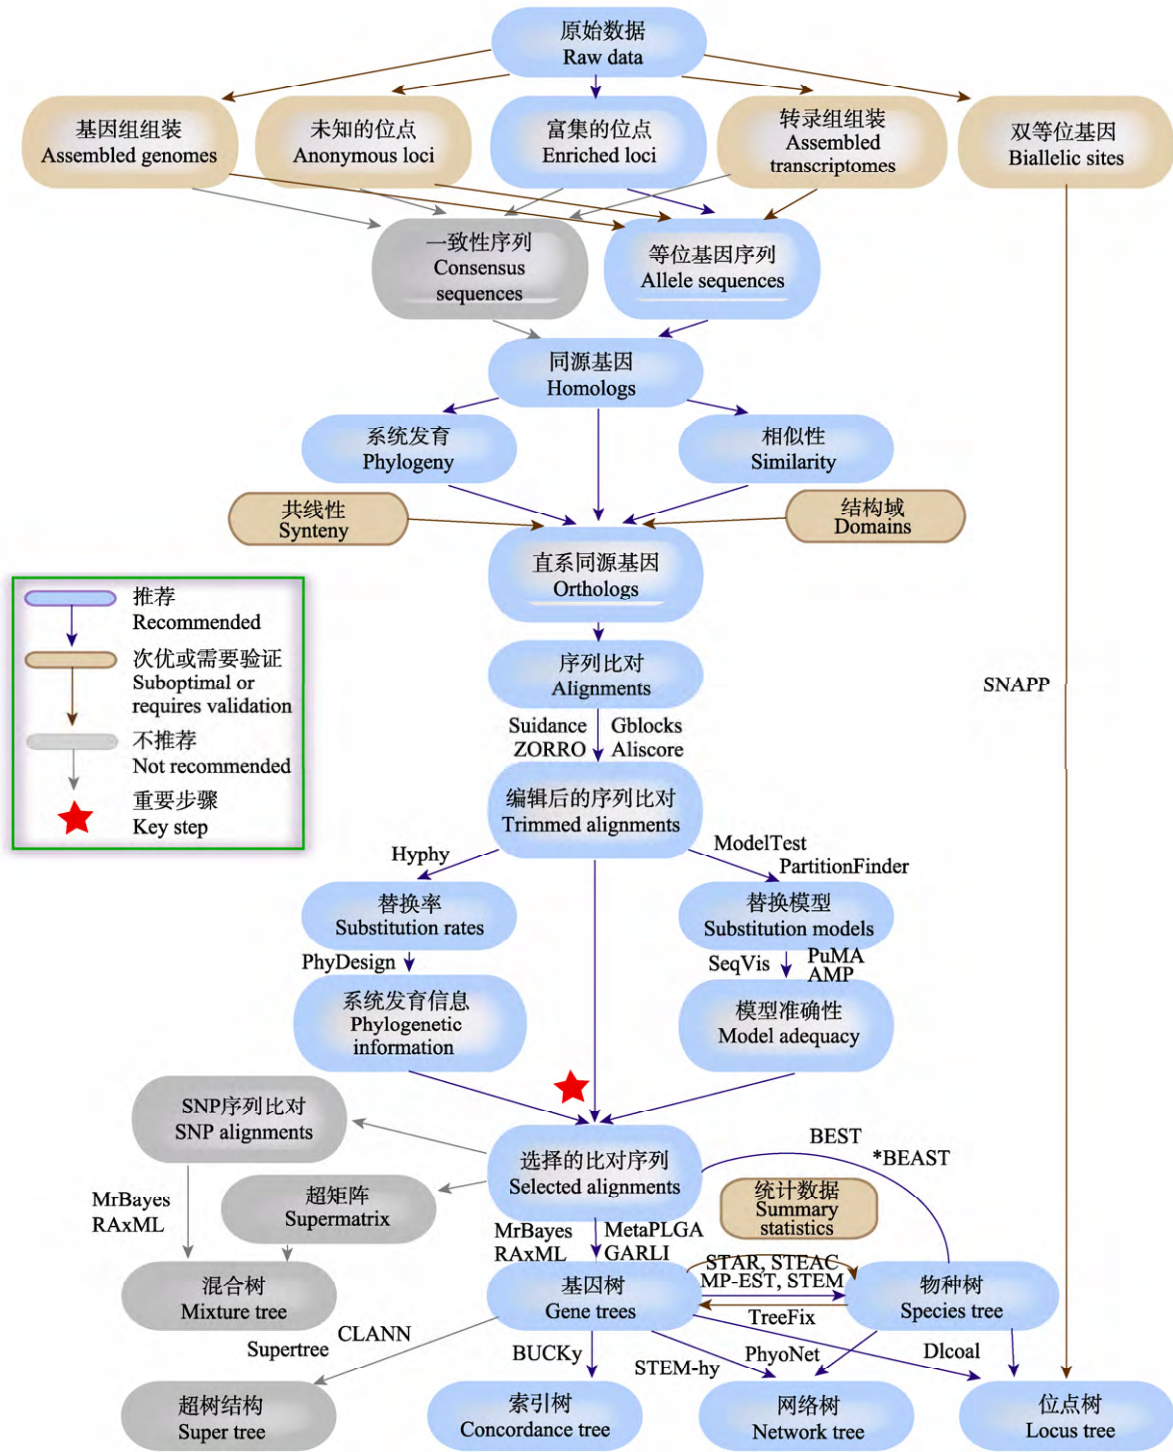 原始数据
Raw data
基因组组装
Assembled genomes
未知的位点
Anonymous loci
富集的位点
Enriched loci
转录组组装
Assembled
transcriptomes
双等位基因
Biallelic sites
一致性序列
Consensus
sequences
等位基因序列
Allele sequences
同源基因
Homologs
系统发育
Phylogeny
相似性
Similarity
共线性
Synteny
结构域
Domains
直系同源基因
Orthologs
推荐
Recommended
次优或需要验证
Suboptimal or
requires validation
不推荐
Not recommended
重要步骤
Key step
序列比对
Alignments
SNAPP
Suidance
ZORRO
Gblocks
Aliscore
编辑后的序列比对
Trimmed alignments
Hyphy
ModelTest
PartitionFinder
替换率
Substitution rates
替换模型
Substitution models
PhyDesign
SeqVis
PuMA
AMP
系统发育信息
Phylogenetic
information
模型准确性
Model adequacy
SNP序列比对
SNP alignments
选择的比对序列
Selected alignments
BEST
*BEAST
超矩阵
Supermatrix
统计数据
Summary
statistics
MrBayes
RAxML
MrBayes
RAxML
MetaPLGA
GARLI
混合树
Mixture tree
基因树
Gene trees
STAR, STEAC
MP-EST, STEM
TreeFix
物种树
Species tree
Supertree
CLANN
BUCKy
STEM-hy
PhyoNet
Dlcoal
超树结构
Super tree
索引树
Concordance tree
网络树
Network tree
位点树
Locus tree